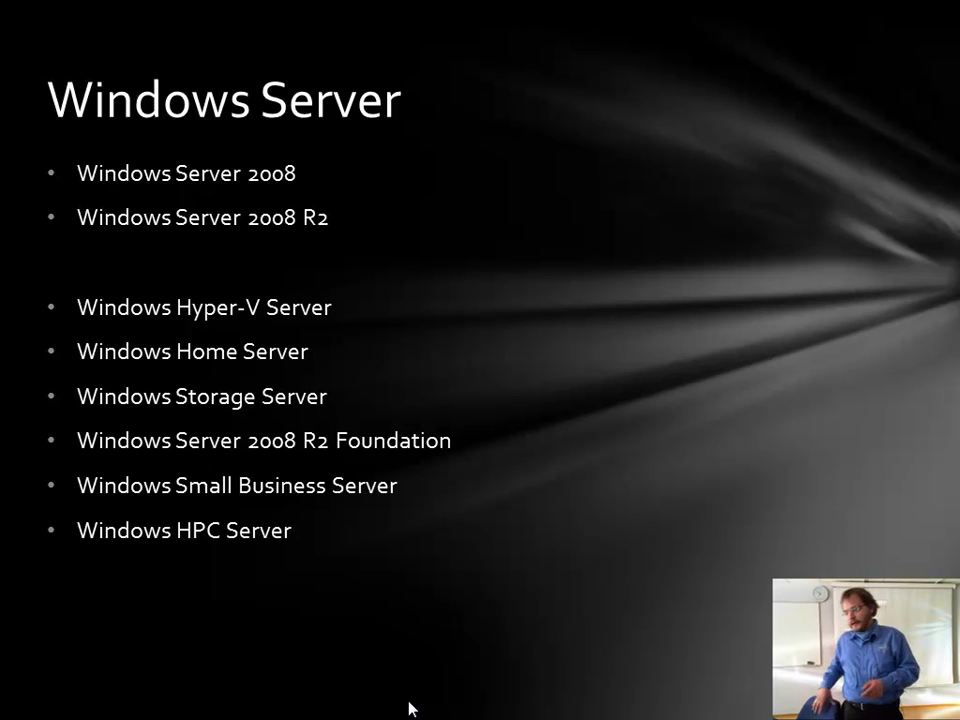 Windows Server
• Windows Server 2008
• Windows Server 2008 R2
• Windows Hyper-V Server
• Windows Home Server
• Windows Storage Server
• Windows Server 2008 R2 Foundation
• Windows Small Business Server
• Windows HPC Server